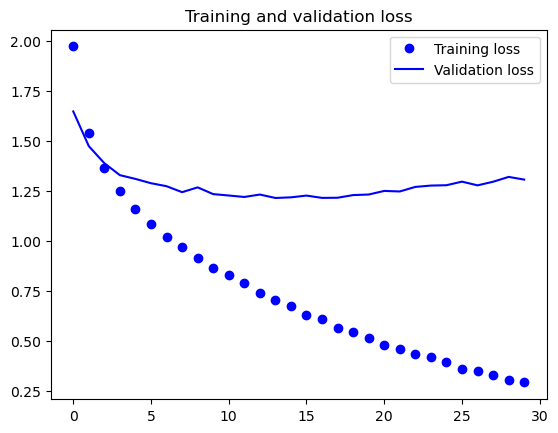 Training and validation loss
Training loss
Validation loss
2.00
1.75
1.50
1.25
1.00
0.75
0.50
0.25
0 5 10 15 20 25 30